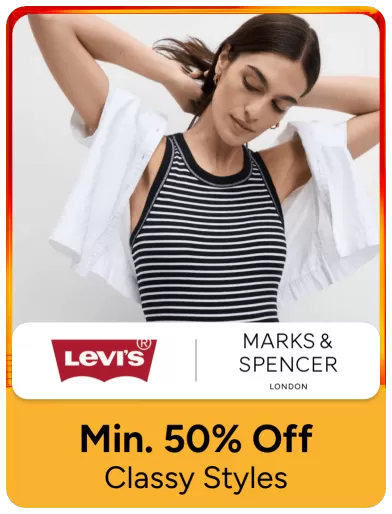 LEVI'S®
MARKS &
SPENCER
LONDON
Min. 50% Off
Classy Styles